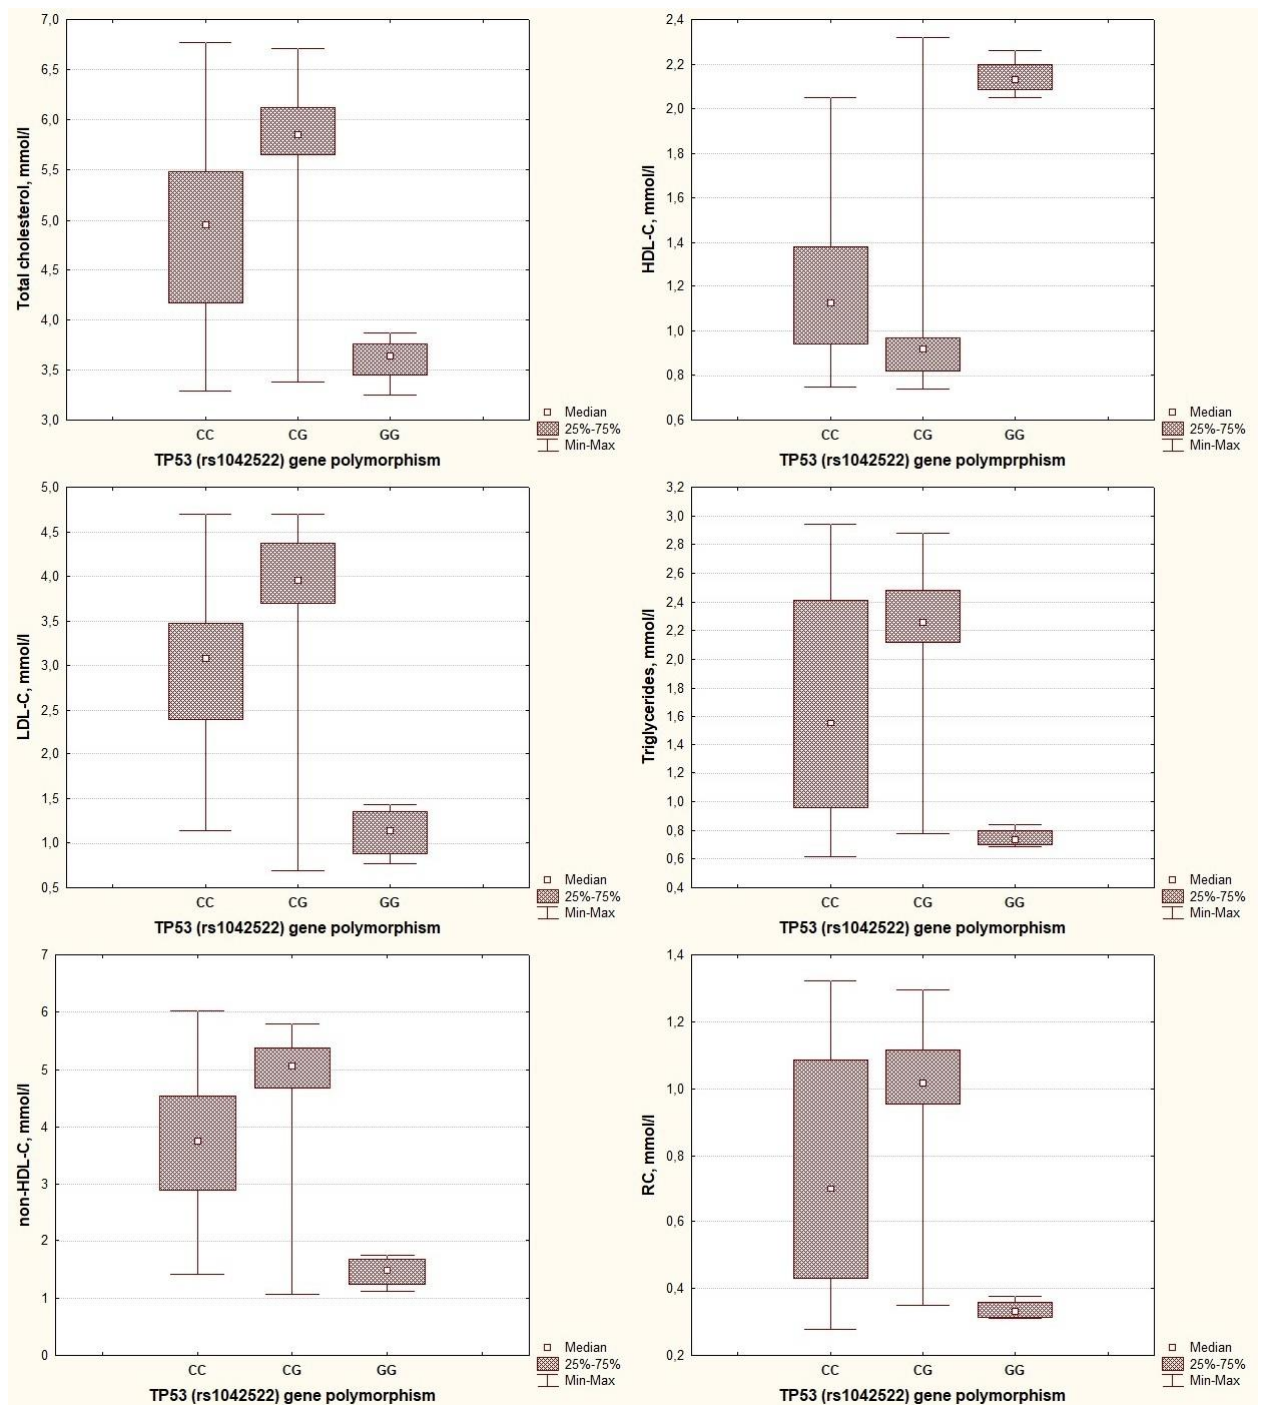 Total cholesterol, mmol/l
7,0
6,5
6,0
5,5
5,0
4,5
4,0
3,5
3,0
CC CG GG
TP53 (rs1042522) gene polymorphism
Median
25%-75%
Min-Max
HDL-C, mmol/l
2,4
2,2
2,0
1,8
1,6
1,4
1,2
1,0
0,8
0,6
CC CG GG
TP53 (rs1042522) gene polymprphism
Median
25%-75%
Min-Max
LDL-C, mmol/l
5,0
4,5
4,0
3,5
3,0
2,5
2,0
1,5
1,0
0,5
CC CG GG
TP53 (rs1042522) gene polymorphism
Median
25%-75%
Min-Max
Triglycerides, mmol/l
3,2
3,0
2,8
2,6
2,4
2,2
2,0
1,8
1,6
1,4
1,2
1,0
0,8
0,6
0,4
CC CG GG
TP53 (rs1042522) gene polymorphism
Median
25%-75%
Min-Max
non-HDL-C, mmol/l
7
6
5
4
3
2
1
0
CC CG GG
TP53 (rs1042522) gene polymorphism
Median
25%-75%
Min-Max
RC, mmol/l
1,4
1,2
1,0
0,8
0,6
0,4
0,2
CC CG GG
TP53 (rs1042522) gene polymorphism
Median
25%-75%
Min-Max